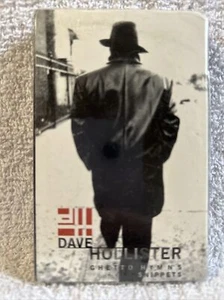 DAVE
HOLLISTER
GHETTO HYMNS
SNIPPETS